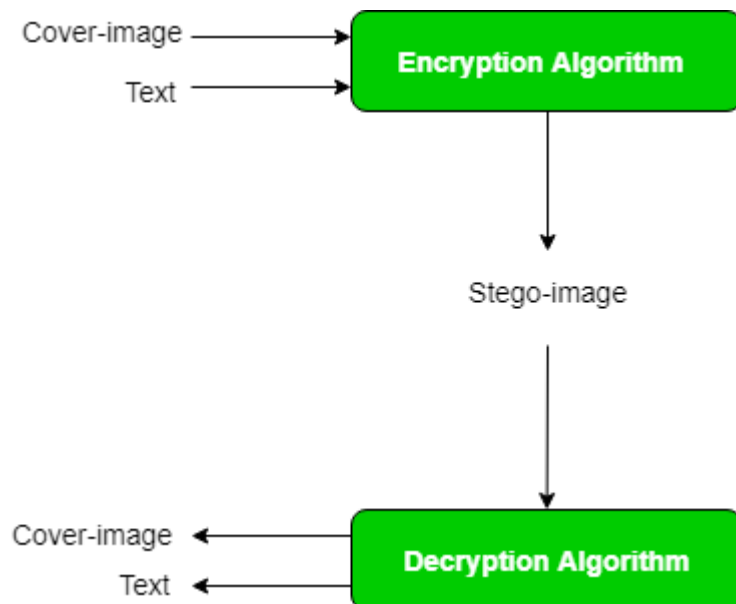 Cover-image
Encryption Algorithm
Text
Stego-image
Cover-image
Decryption Algorithm
Text